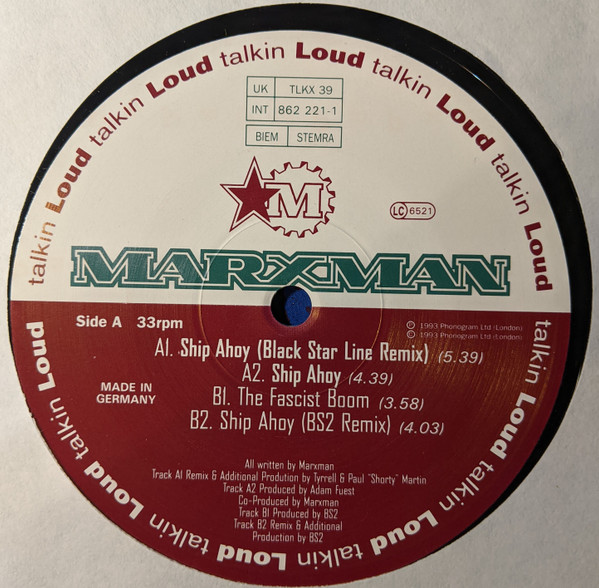 talkin Loud talkin Loud talkin Loud talkin Loud talkin Loud talkin Loud talkin Loud talkin Loud talkin Loud
UK TLKX 39
INT 862 221-1
BIEM STEMRA
M
LC 6521
MARXMAN
Side A 33rpm
© 1993 Phonogram Ltd (London)
© 1993 Phonogram Ltd (London)
A1. Ship Ahoy (Black Star Line Remix) (5.39)
A2. Ship Ahoy (4.39)
B1. The Fascist Boom (3.58)
B2. Ship Ahoy (BS2 Remix) (4.03)
MADE IN
GERMANY
All written by Marxman
Track A1 Remix & Additional Prodution by Tyrrell & Paul "Shorty" Martin
Track A2 Produced by Adam Fuest
Co-Produced by Marxman
Track B1 Produced by BS2
Track B2 Remix & Additional
Production by BS2